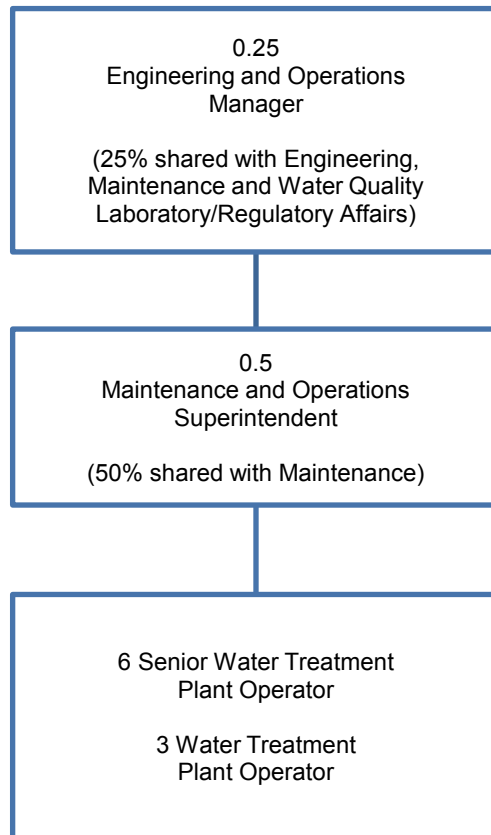 0.25
Engineering and Operations
Manager
(25% shared with Engineering,
Maintenance and Water Quality
Laboratory/Regulatory Affairs)
0.5
Maintenance and Operations
Superintendent
(50% shared with Maintenance)
6 Senior Water Treatment
Plant Operator
3 Water Treatment
Plant Operator